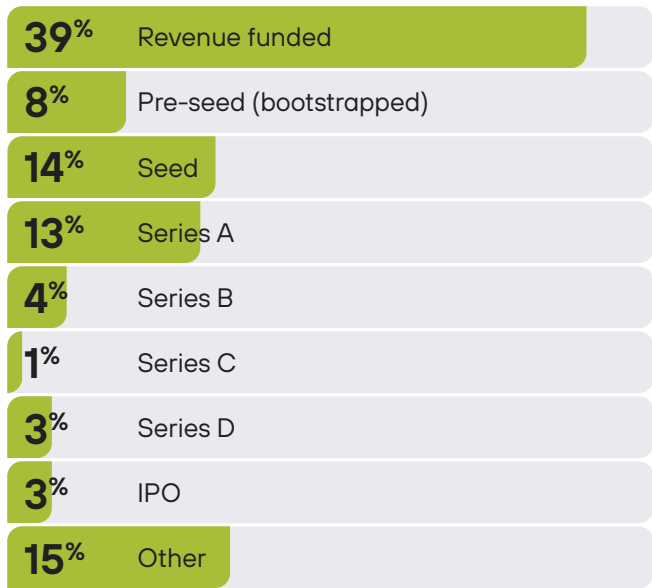 39% Revenue funded
8% Pre-seed (bootstrapped)
14% Seed
13% Series A
4% Series B
1% Series C
3% Series D
3% IPO
15% Other